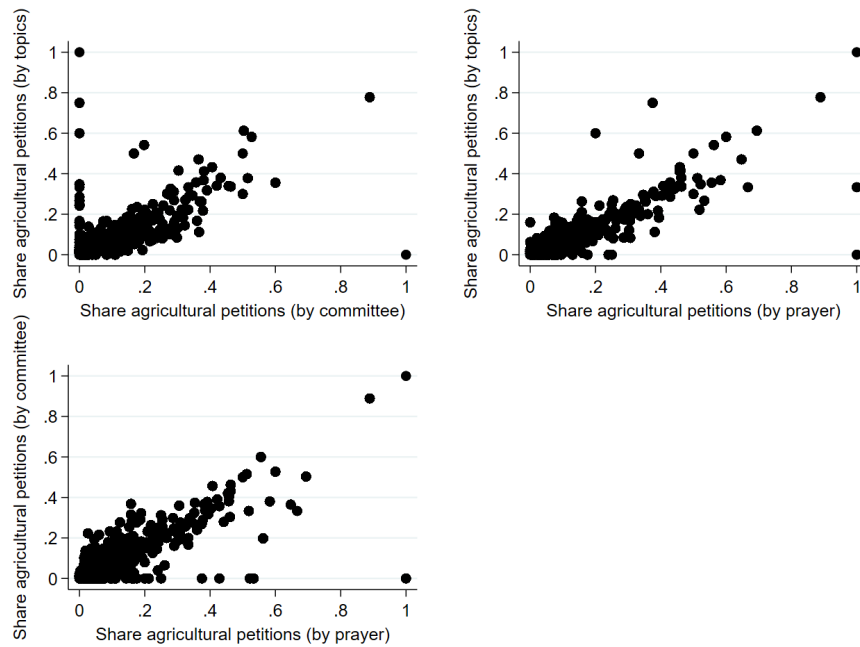 Share agricultural petitions (by topics)
1
.8
.6
.4
.2
0
0 .2 .4 .6 .8 1
Share agricultural petitions (by committee)
Share agricultural petitions (by topics)
1
.8
.6
.4
.2
0
0 .2 .4 .6 .8 1
Share agricultural petitions (by prayer)
Share agricultural petitions (by committee)
1
.8
.6
.4
.2
0
0 .2 .4 .6 .8 1
Share agricultural petitions (by prayer)